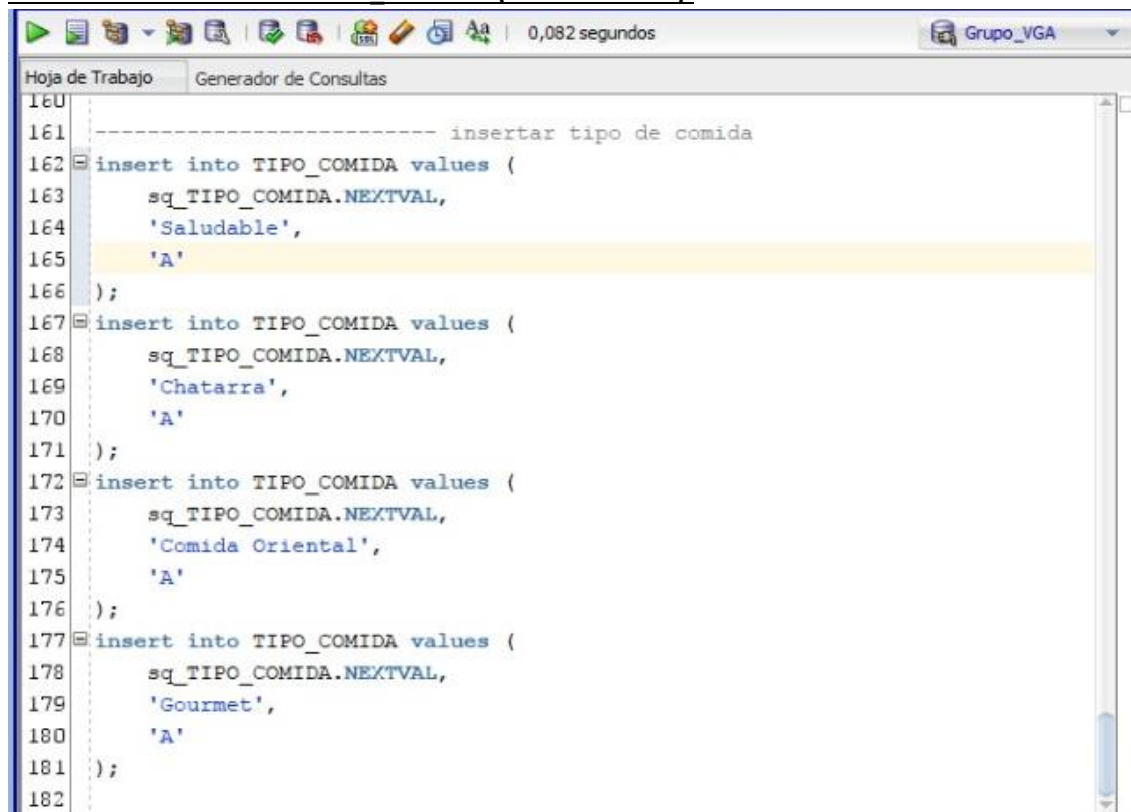 0,082 segundos
Grupo_VGA
Hoja de Trabajo Generador de Consultas
160
161 -------------------------- insertar tipo de comida
162 insert into TIPO_COMIDA values (
163 sq_TIPO_COMIDA.NEXTVAL,
164 'Saludable',
165 'A'
166 );
167 insert into TIPO_COMIDA values (
168 sq_TIPO_COMIDA.NEXTVAL,
169 'Chatarra',
170 'A'
171 );
172 insert into TIPO_COMIDA values (
173 sq_TIPO_COMIDA.NEXTVAL,
174 'Comida Oriental',
175 'A'
176 );
177 insert into TIPO_COMIDA values (
178 sq_TIPO_COMIDA.NEXTVAL,
179 'Gourmet',
180 'A'
181 );
182